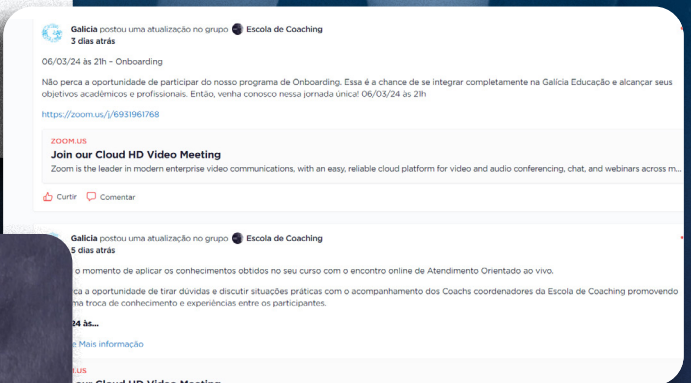 Galicia postou uma atualização no grupo Escola de Coaching
3 dias atrás
06/03/24 às 21h - Onboarding
Não perca a oportunidade de participar do nosso programa de Onboarding. Essa é a chance de se integrar completamente na Galícia Educação e alcançar seus
objetivos acadêmicos e profissionais. Então, venha conosco nessa jornada única! 06/03/24 às 21h
https://zoom.us/j/6931961768
ZOOM.US
Join our Cloud HD Video Meeting
Zoom is the leader in modern enterprise video communications, with an easy, reliable cloud platform for video and audio conferencing, chat, and webinars across m...
Curtir Comentar
Galicia postou uma atualização no grupo Escola de Coaching
5 dias atrás
o momento de aplicar os conhecimentos obtidos no seu curso com o encontro online de Atendimento Orientado ao vivo.
a oportunidade de tirar dúvidas e discutir situações práticas com o acompanhamento dos Coachs coordenadores da Escola de Coaching promovendo
troca de conhecimento e experiências entre os participantes.
24 às...
Mais informação
Cloud HD Video Meeting